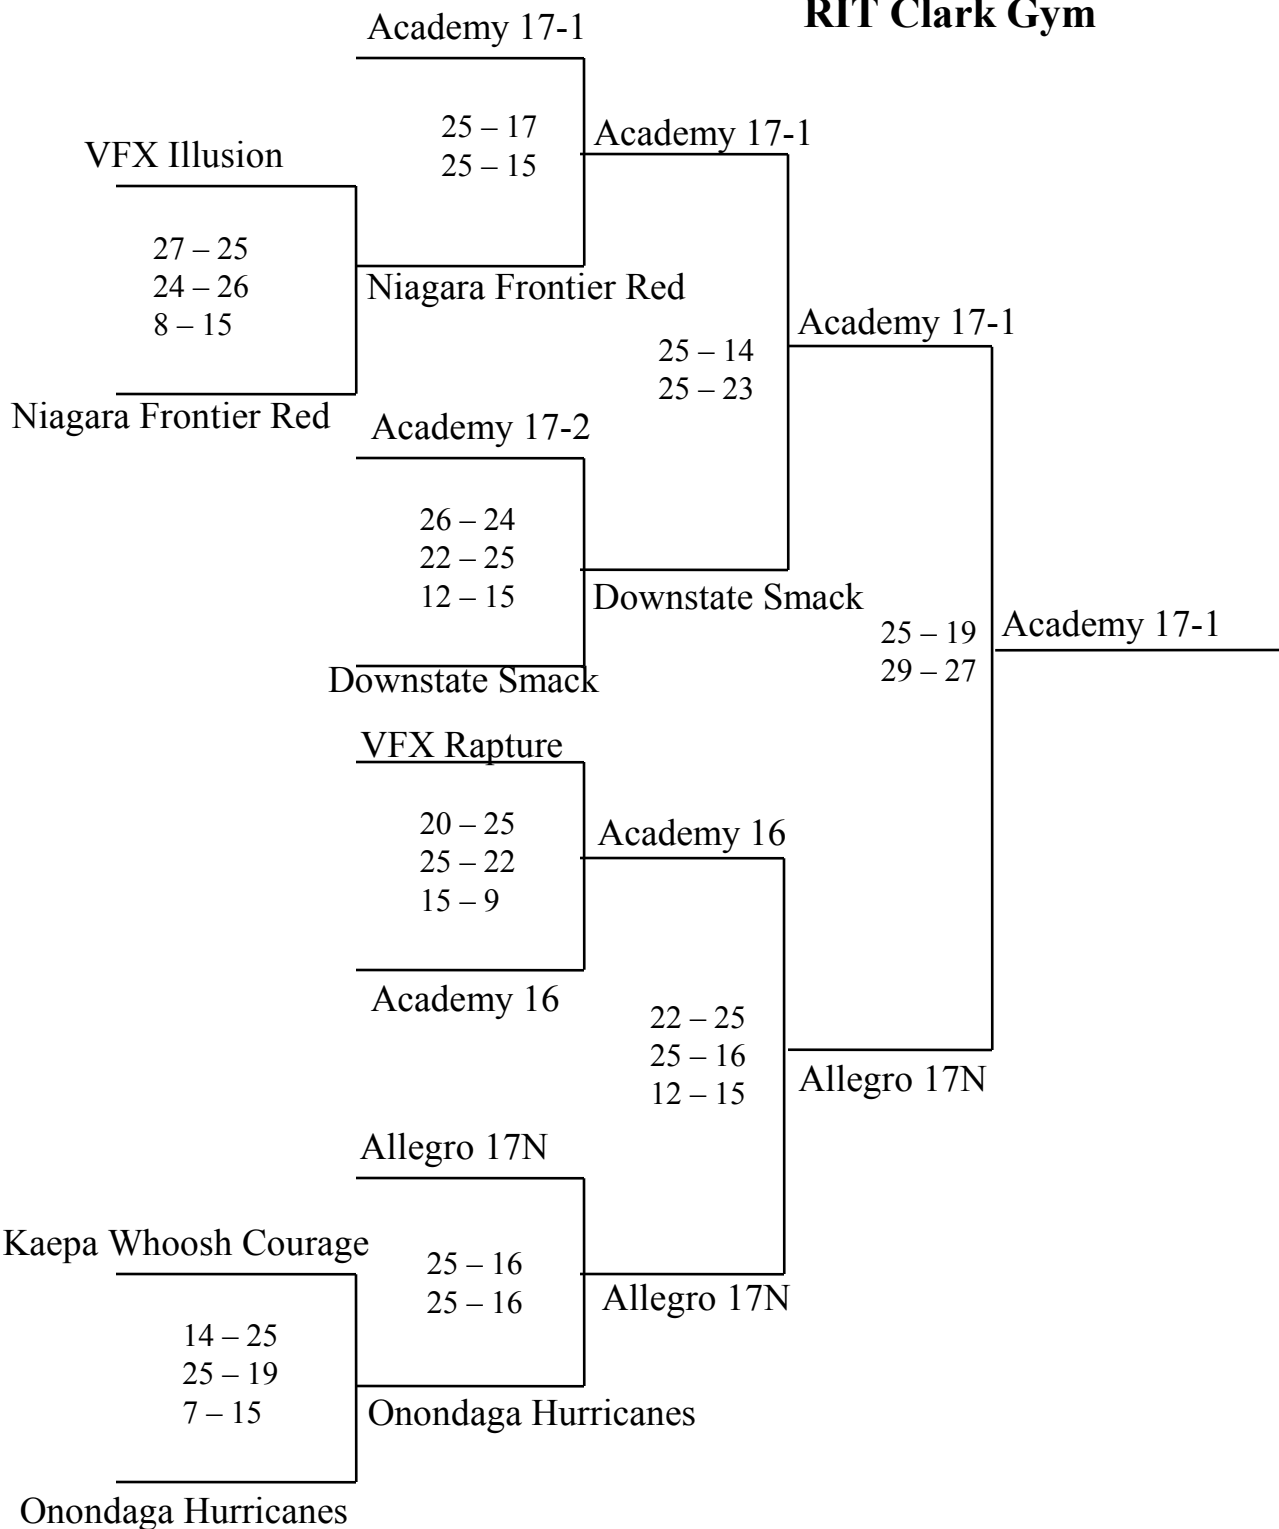 RIT Clark Gym
Academy 17-1
25 – 17
25 – 15
Academy 17-1
VFX Illusion
27 – 25
24 – 26
8 – 15
Niagara Frontier Red
Niagara Frontier Red
Academy 17-1
25 – 14
25 – 23
Academy 17-2
26 – 24
22 – 25
12 – 15
Downstate Smack
Downstate Smack
25 – 19
29 – 27
Academy 17-1
VFX Rapture
20 – 25
25 – 22
15 – 9
Academy 16
Academy 16
22 – 25
25 – 16
12 – 15
Allegro 17N
Allegro 17N
Kaepa Whoosh Courage
25 – 16
25 – 16
Allegro 17N
14 – 25
25 – 19
7 – 15
Onondaga Hurricanes
Onondaga Hurricanes